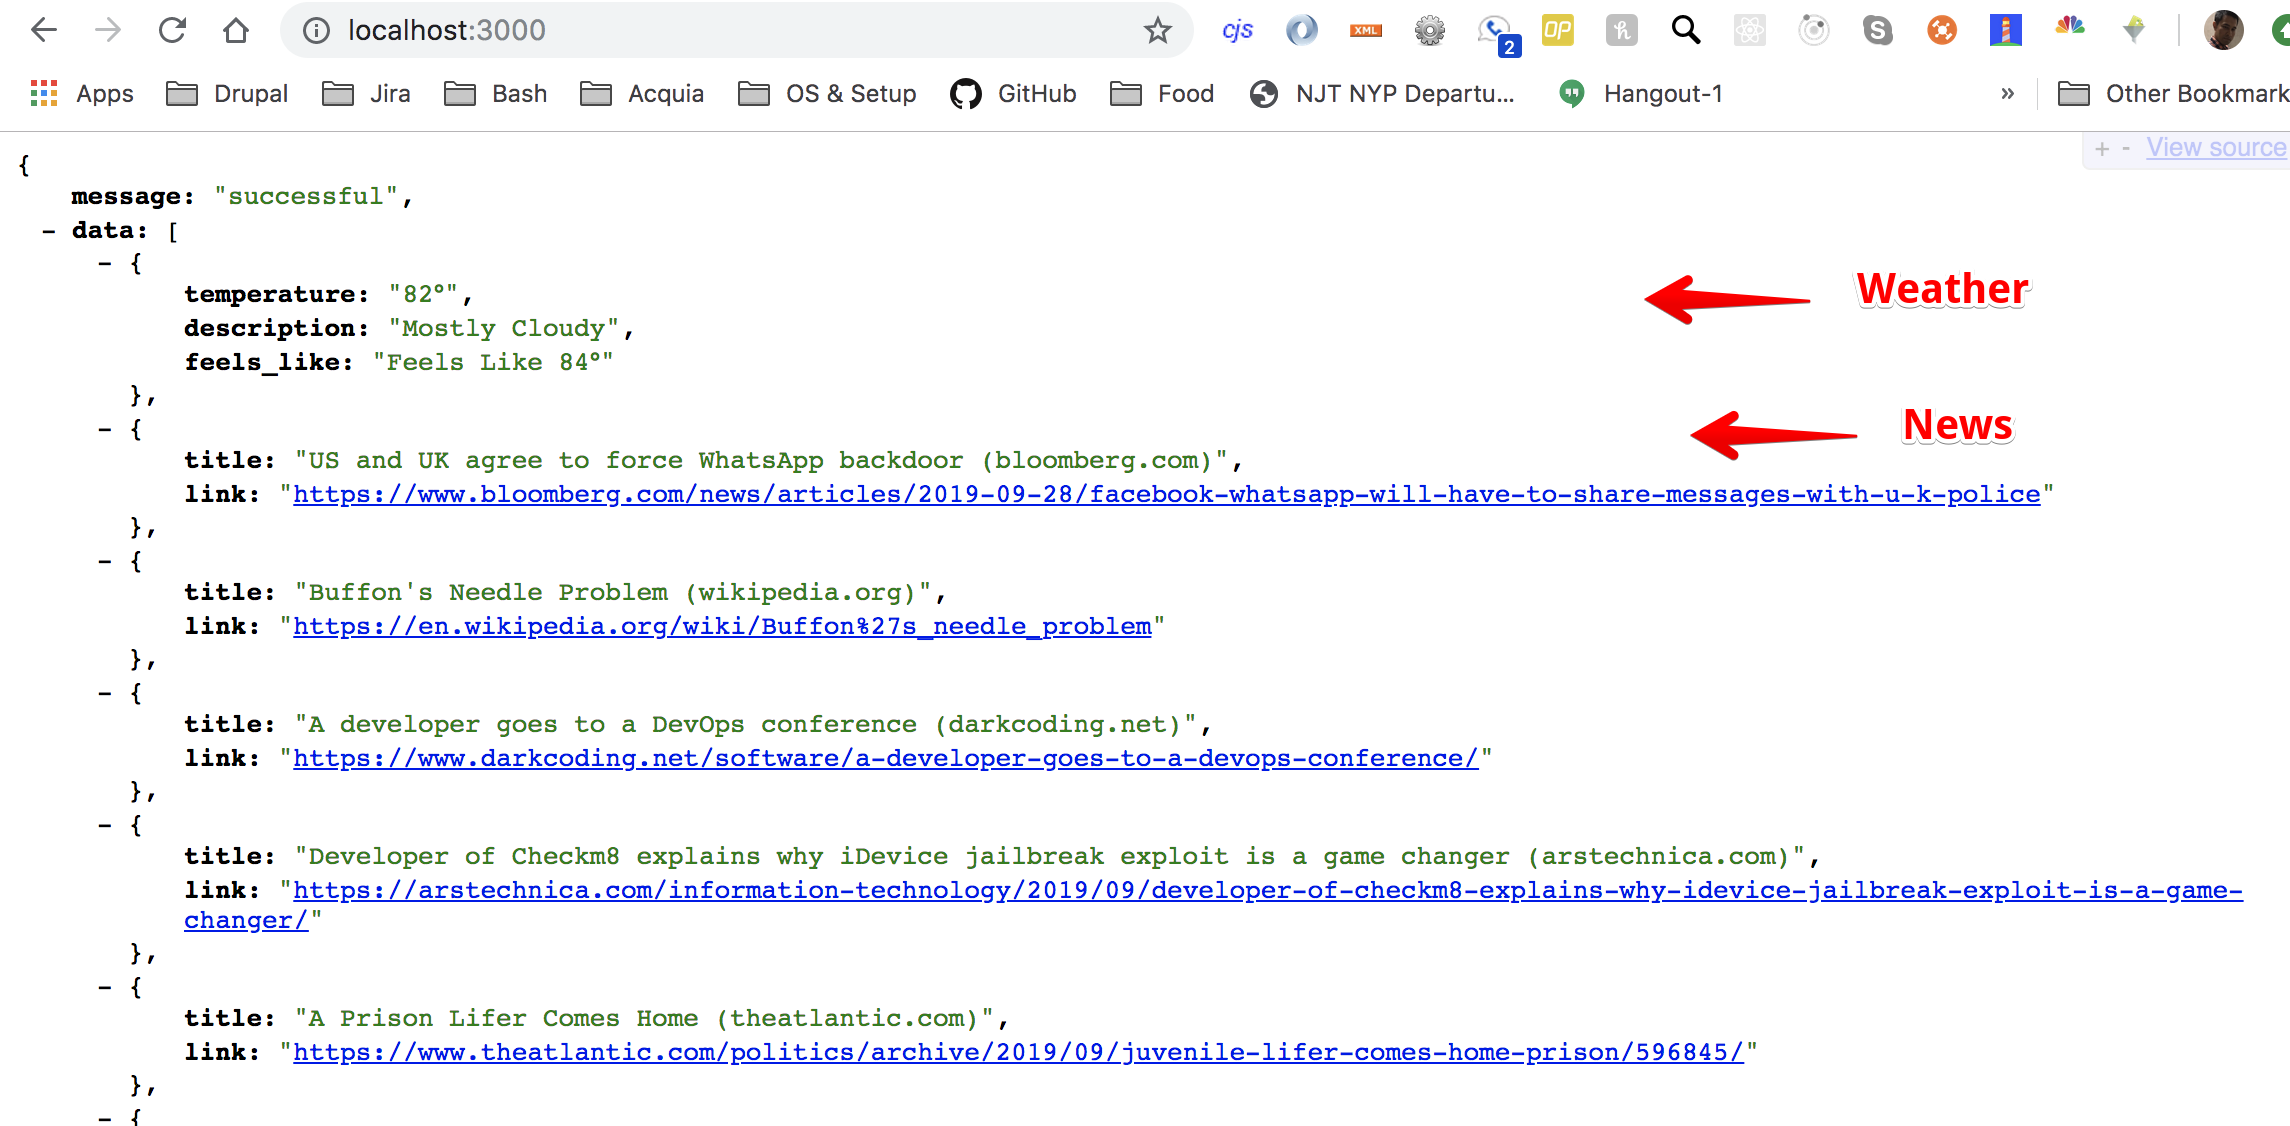 localhost:3000
cjs
XML
2
OP
h
S
Apps Drupal Jira Bash Acquia OS & Setup GitHub Food NJT NYP Departu... Hangout-1 » Other Bookmark
+ - View source
{
message: "successful",
- data: [
- {
temperature: "82°",
Weather
description: "Mostly Cloudy",
feels_like: "Feels Like 84°"
},
- {
News
title: "US and UK agree to force WhatsApp backdoor (bloomberg.com)",
link: "https://www.bloomberg.com/news/articles/2019-09-28/facebook-whatsapp-will-have-to-share-messages-with-u-k-police"
},
- {
title: "Buffon's Needle Problem (wikipedia.org)",
link: "https://en.wikipedia.org/wiki/Buffon%27s_needle_problem"
},
- {
title: "A developer goes to a DevOps conference (darkcoding.net)",
link: "https://www.darkcoding.net/software/a-developer-goes-to-a-devops-conference/"
},
- {
title: "Developer of Checkm8 explains why iDevice jailbreak exploit is a game changer (arstechnica.com)",
link: "https://arstechnica.com/information-technology/2019/09/developer-of-checkm8-explains-why-idevice-jailbreak-exploit-is-a-game-
changer/"
},
- {
title: "A Prison Lifer Comes Home (theatlantic.com)",
link: "https://www.theatlantic.com/politics/archive/2019/09/juvenile-lifer-comes-home-prison/596845/"
},
- {